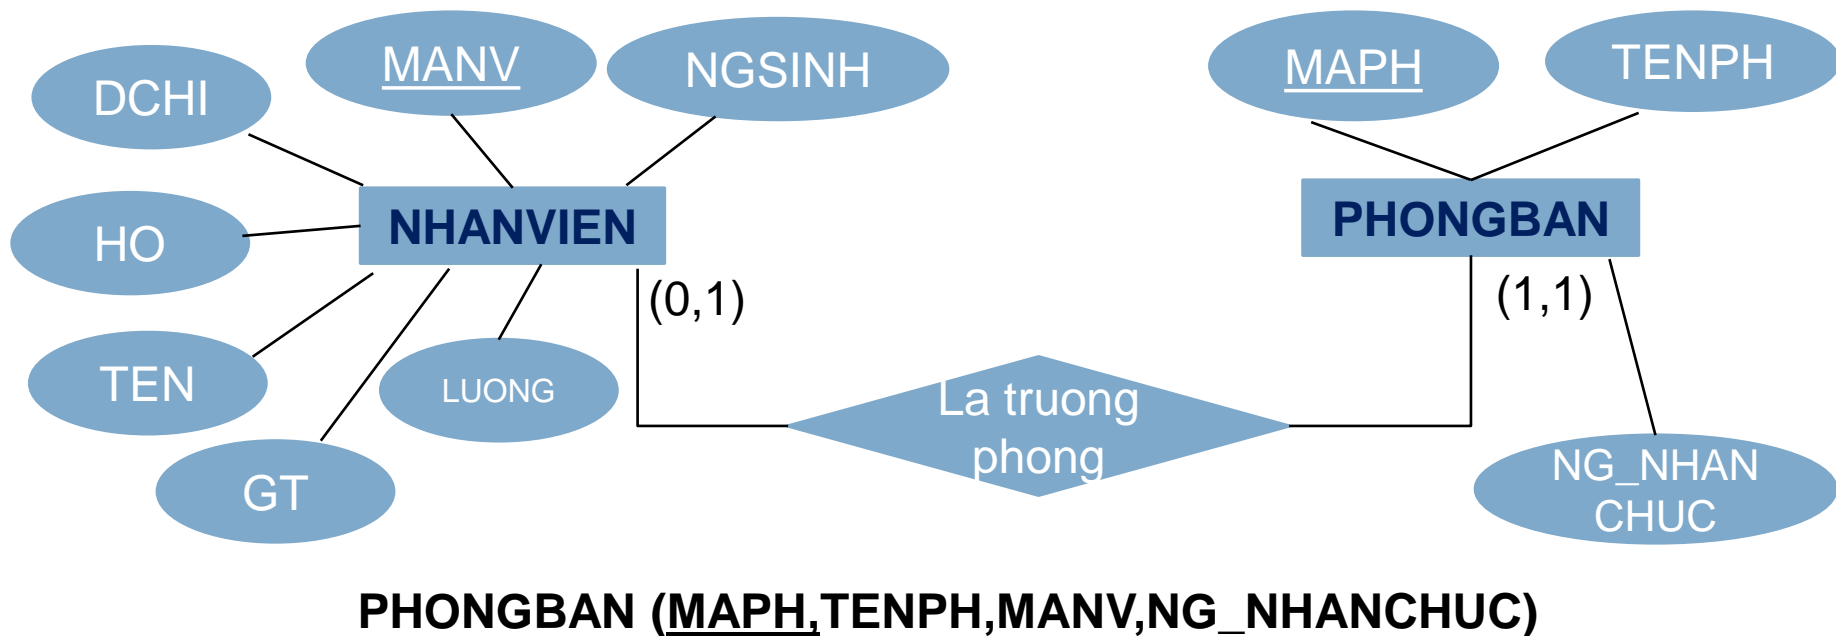 MANV
NGSINH
MAPH
TENPH
DCHI
NHANVIEN
PHONGBAN
HO
(0,1)
(1,1)
TEN
LUONG
La truong
phong
GT
NG_NHAN
CHUC
PHONGBAN (MAPH,TENPH,MANV,NG_NHANCHUC)